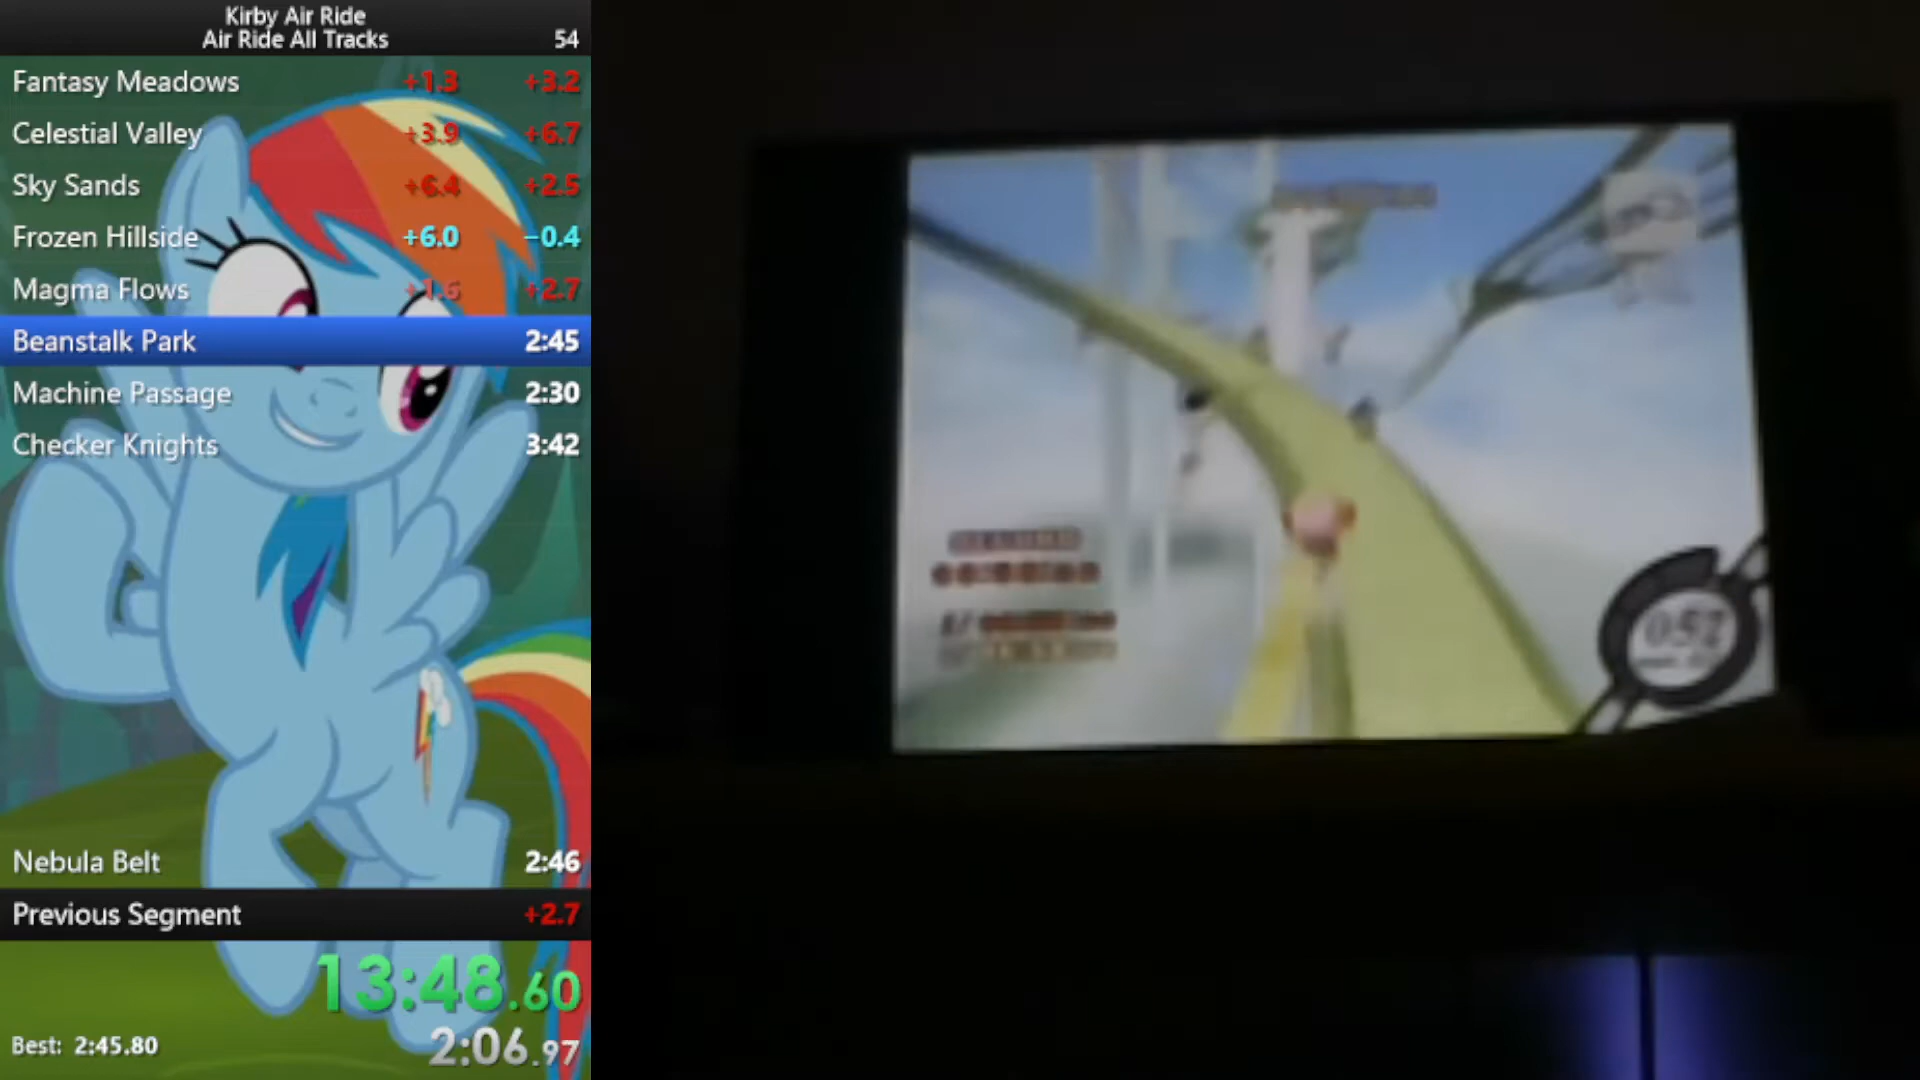 Kirby Air Ride
Air Ride All Tracks 54
Fantasy Meadows +1.3 +3.2
Celestial Valley +3.9 +6.7
Sky Sands +6.4 +2.5
Frozen Hillside +6.0 −0.4
Magma Flows +1.6 +2.7
Beanstalk Park 2:45
Machine Passage 2:30
Checker Knights 3:42
Nebula Belt 2:46
Previous Segment +2.7
13:48.60
Best: 2:45.80 2:06.97
052